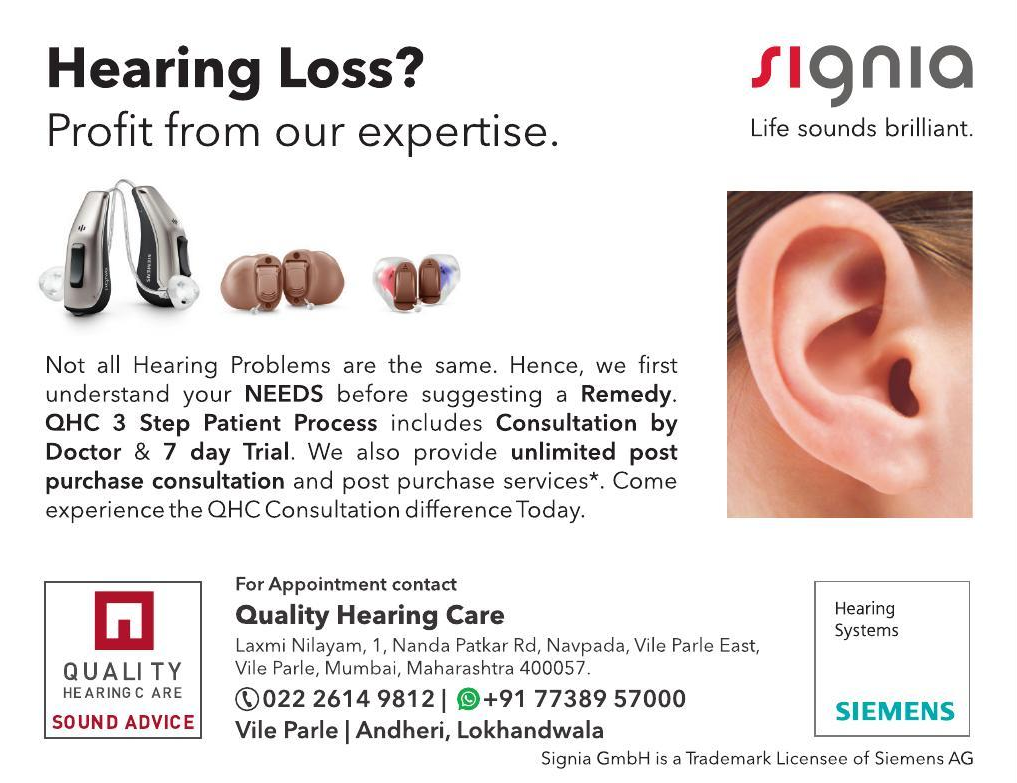 Hearing Loss?
Profit from our expertise.
signia
Life sounds brilliant.
SIEMENS
Not all Hearing Problems are the same. Hence, we first
understand your NEEDS before suggesting a Remedy.
QHC 3 Step Patient Process includes Consultation by
Doctor & 7 day Trial. We also provide unlimited post
purchase consultation and post purchase services*. Come
experience the QHC Consultation difference Today.
QUALITY
HEARING CARE
SOUND ADVICE
For Appointment contact
Quality Hearing Care
Laxmi Nilayam, 1, Nanda Patkar Rd, Navpada, Vile Parle East,
Vile Parle, Mumbai, Maharashtra 400057.
022 2614 9812 | +91 77389 57000
Vile Parle | Andheri, Lokhandwala
Hearing
Systems
SIEMENS
Signia GmbH is a Trademark Licensee of Siemens AG